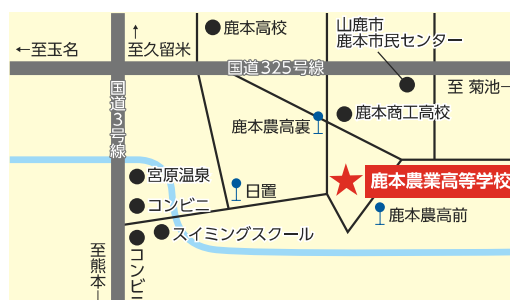 ←至玉名
↑
至久留米
鹿本高校
山鹿市
鹿本市民センター
国道325号線
至 菊池→
国道3号線
鹿本農高裏
鹿本商工高校
宮原温泉
日置
鹿本農業高等学校
コンビニ
鹿本農高前
スイミングスクール
至熊本→
コンビニ